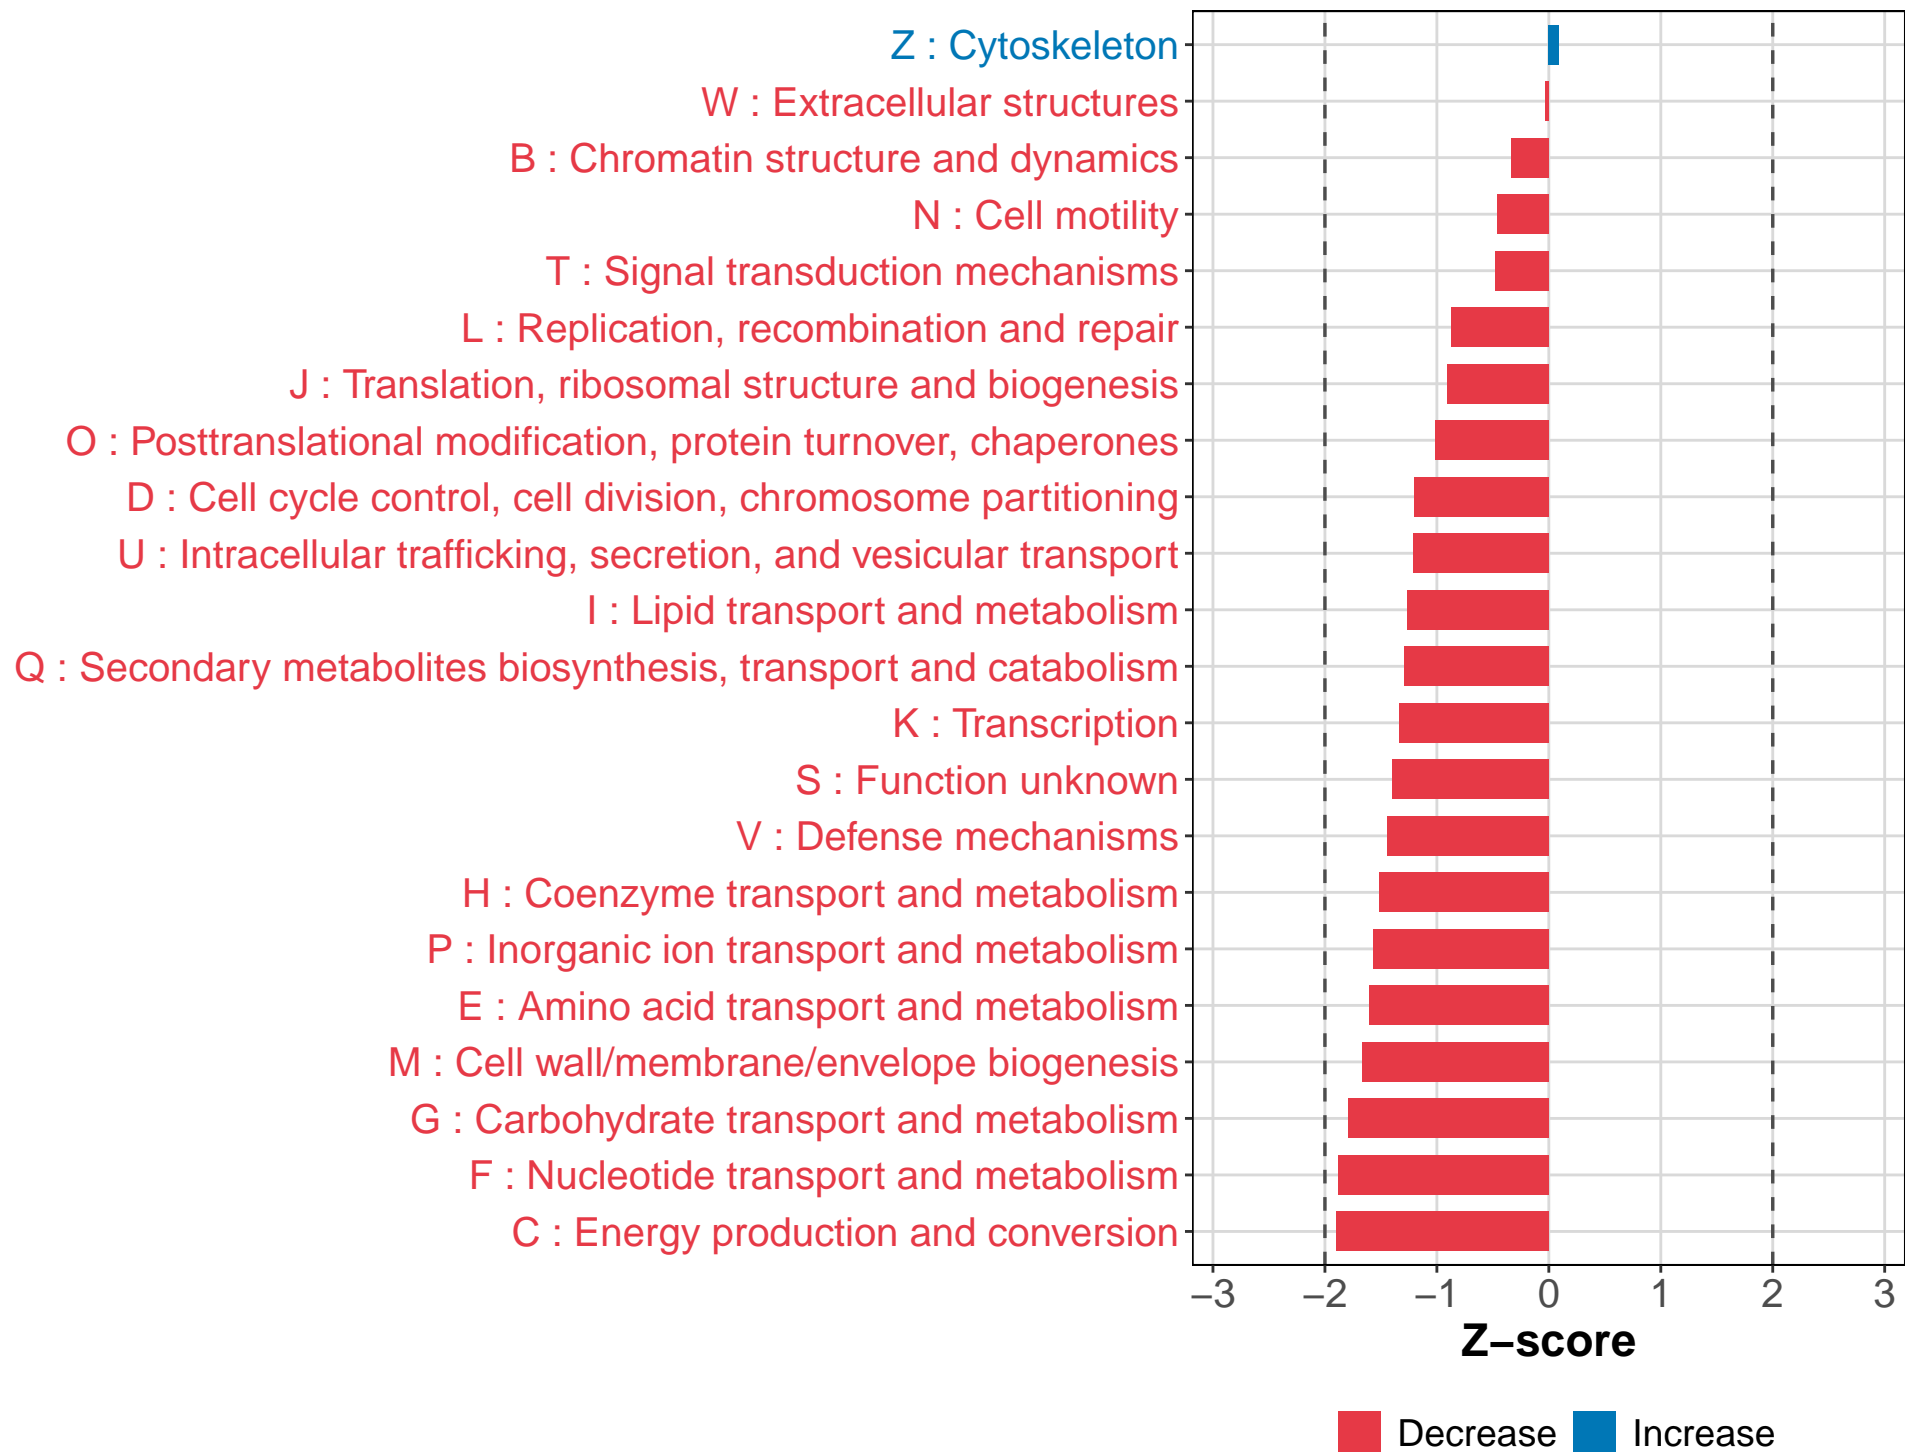 Z : Cytoskeleton
W : Extracellular structures
B : Chromatin structure and dynamics
N : Cell motility
T : Signal transduction mechanisms
L : Replication, recombination and repair
J : Translation, ribosomal structure and biogenesis
O : Posttranslational modification, protein turnover, chaperones
D : Cell cycle control, cell division, chromosome partitioning
U : Intracellular trafficking, secretion, and vesicular transport
I : Lipid transport and metabolism
Q : Secondary metabolites biosynthesis, transport and catabolism
K : Transcription
S : Function unknown
V : Defense mechanisms
H : Coenzyme transport and metabolism
P : Inorganic ion transport and metabolism
E : Amino acid transport and metabolism
M : Cell wall/membrane/envelope biogenesis
G : Carbohydrate transport and metabolism
F : Nucleotide transport and metabolism
C : Energy production and conversion
−3 −2 −1 0 1 2 3
Z−score
Decrease Increase